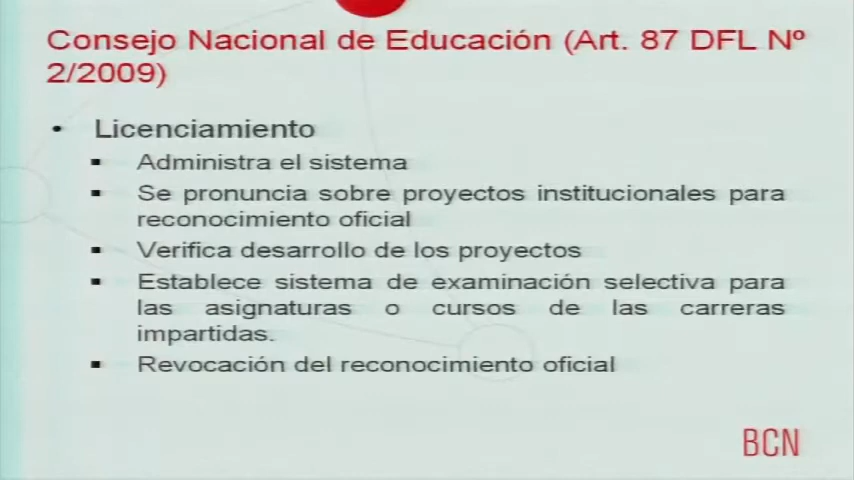 Consejo Nacional de Educación (Art. 87 DFL Nº
2/2009)
• Licenciamiento
▪ Administra el sistema
▪ Se pronuncia sobre proyectos institucionales para
reconocimiento oficial
▪ Verifica desarrollo de los proyectos
▪ Establece sistema de examinación selectiva para
las asignaturas o cursos de las carreras
impartidas.
▪ Revocación del reconocimiento oficial
BCN